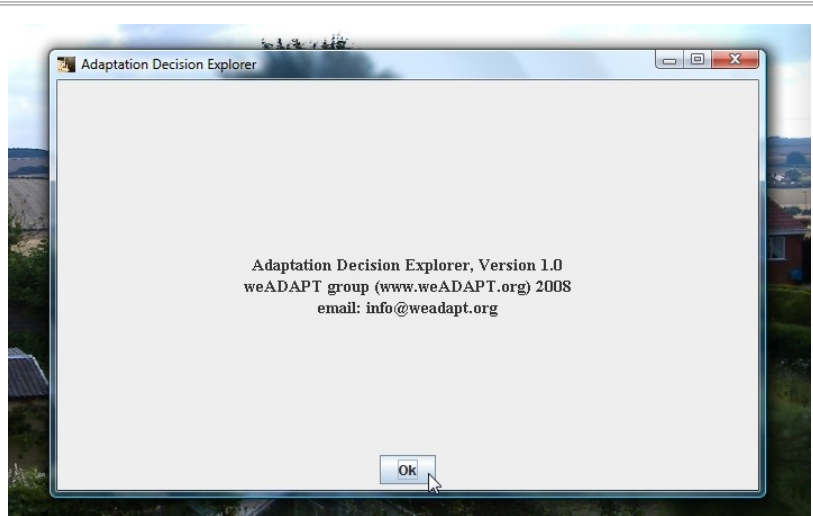 Adaptation Decision Explorer
Adaptation Decision Explorer, Version 1.0
weADAPT group (www.weADAPT.org) 2008
email: info@weadapt.org
Ok